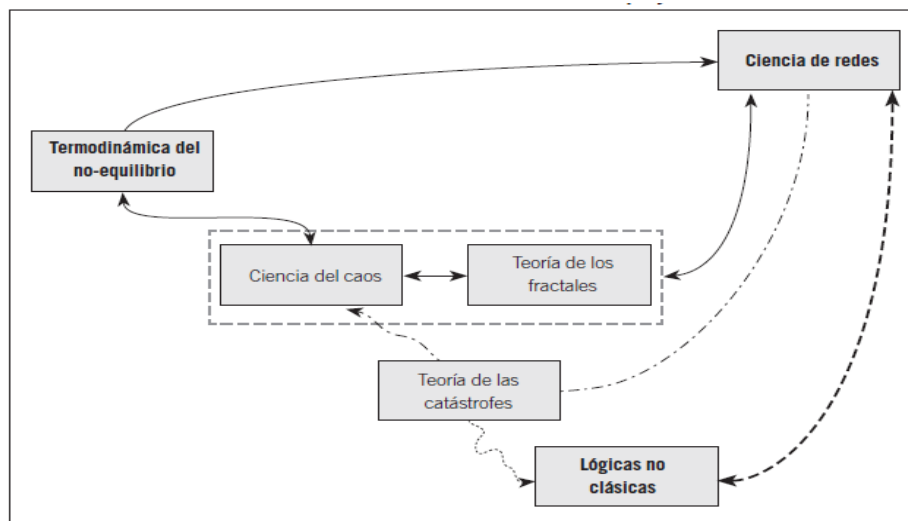 Ciencia de redes
Termodinámica del
no-equilibrio
Ciencia del caos
Teoría de los
fractales
Teoría de las
catástrofes
Lógicas no
clásicas